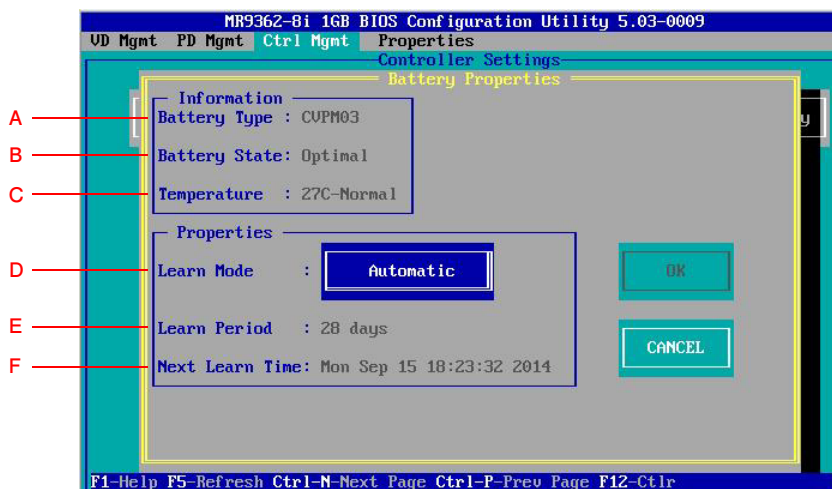 MR9362-8i 1GB BIOS Configuration Utility 5.03-0009
VD Mgmt PD Mgmt Ctrl Mgmt Properties
Controller Settings
Battery Properties
Information
A Battery Type : CVPM03
y
B Battery State: Optimal
C Temperature : 27C-Normal
Properties
D Learn Mode : Automatic OK
E Learn Period : 28 days
CANCEL
F Next Learn Time: Mon Sep 15 18:23:32 2014
F1-Help F5-Refresh Ctrl-N-Next Page Ctrl-P-Prev Page F12-Ctlr